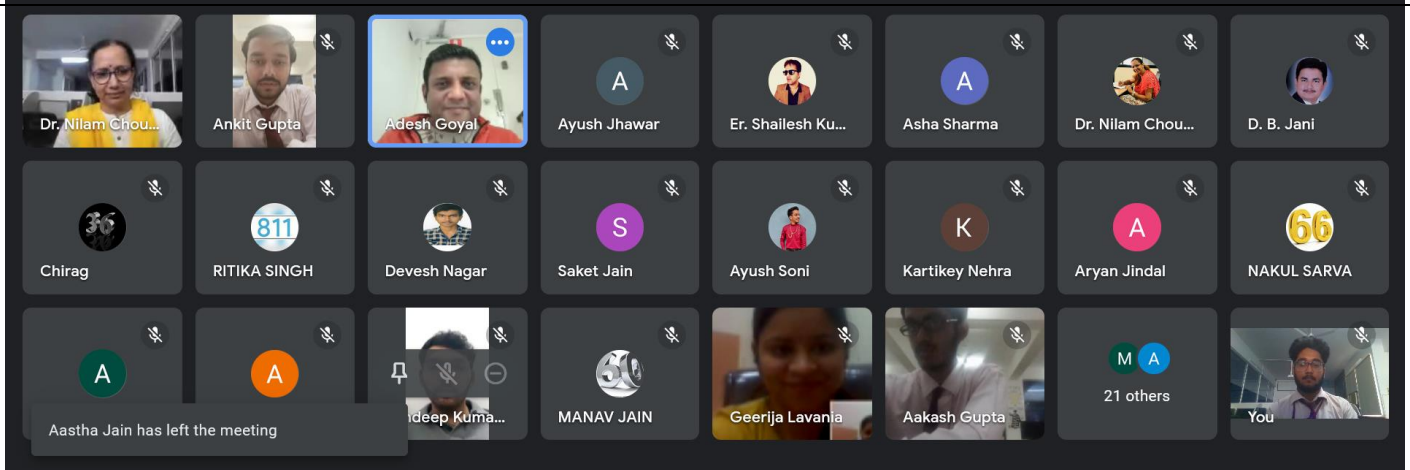 Dr. Nilam Chou...
Ankit Gupta
Adesh Goyal
A
Ayush Jhawar
Er. Shailesh Ku...
A
Asha Sharma
Dr. Nilam Chou...
D. B. Jani
36
Chirag
811
RITIKA SINGH
Devesh Nagar
S
Saket Jain
Ayush Soni
K
Kartikey Nehra
A
Aryan Jindal
66
NAKUL SARVA
A
A
ndeep Kuma...
60
MANAV JAIN
Geerija Lavania
Aakash Gupta
M A
21 others
You
Aastha Jain has left the meeting